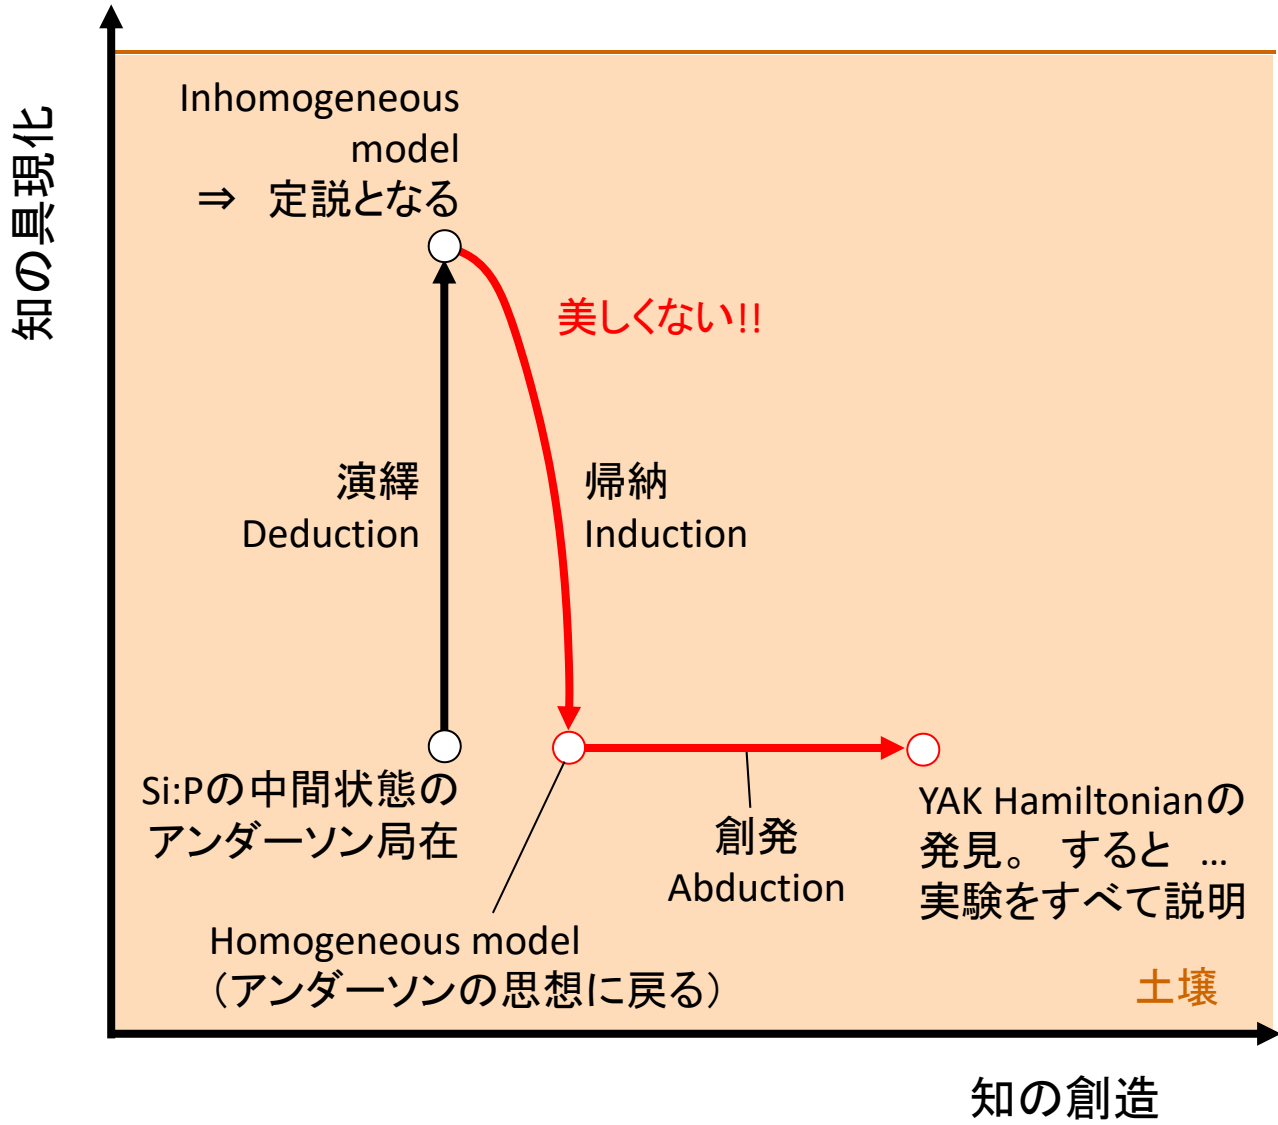 知の具現化
Inhomogeneous
model
⇒　定説となる
美しくない!!
演繹
Deduction
帰納
Induction
Si:Pの中間状態の
アンダーソン局在
創発
Abduction
YAK Hamiltonianの
発見。 すると …
実験をすべて説明
Homogeneous model
（アンダーソンの思想に戻る）
土壌
知の創造